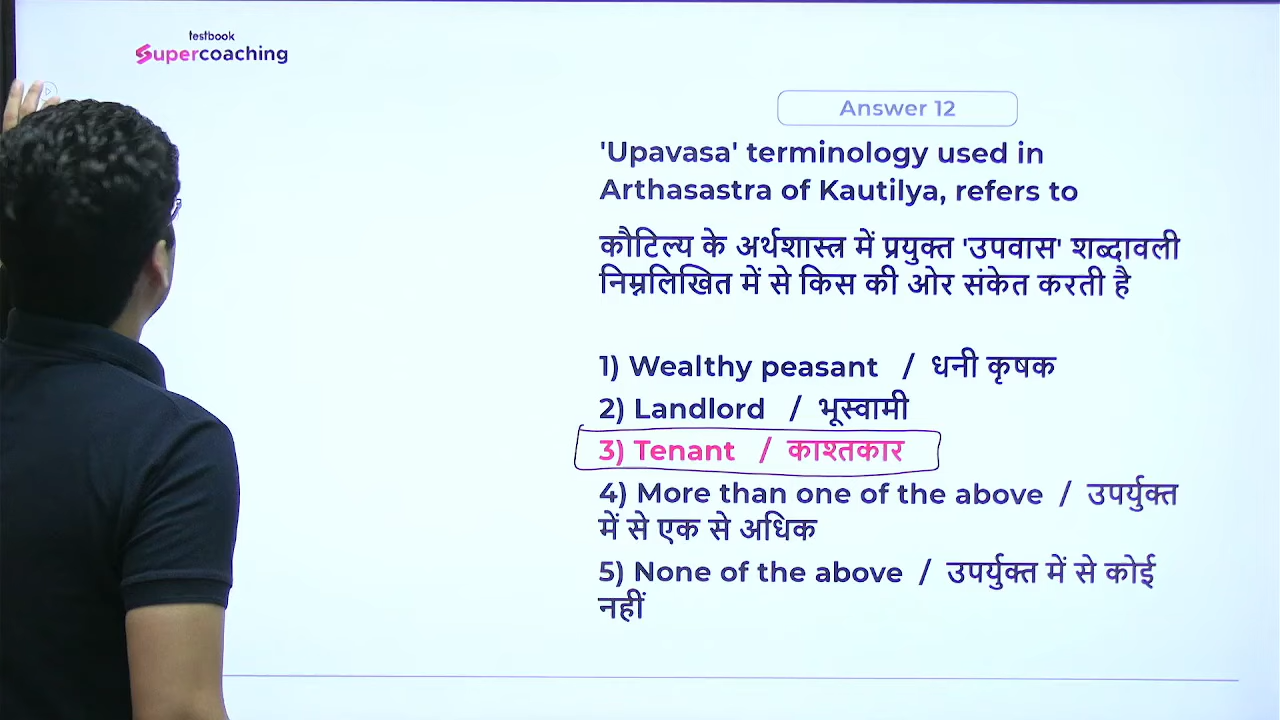 testbook
Supercoaching
Answer 12
'Upavasa' terminology used in
Arthasastra of Kautilya, refers to
कौटिल्य के अर्थशास्त्र में प्रयुक्त 'उपवास' शब्दावली
निम्नलिखित में से किस की ओर संकेत करती है
1) Wealthy peasant / धनी कृषक
2) Landlord / भूस्वामी
3) Tenant / काश्तकार
4) More than one of the above / उपर्युक्त
में से एक से अधिक
5) None of the above / उपर्युक्त में से कोई
नहीं